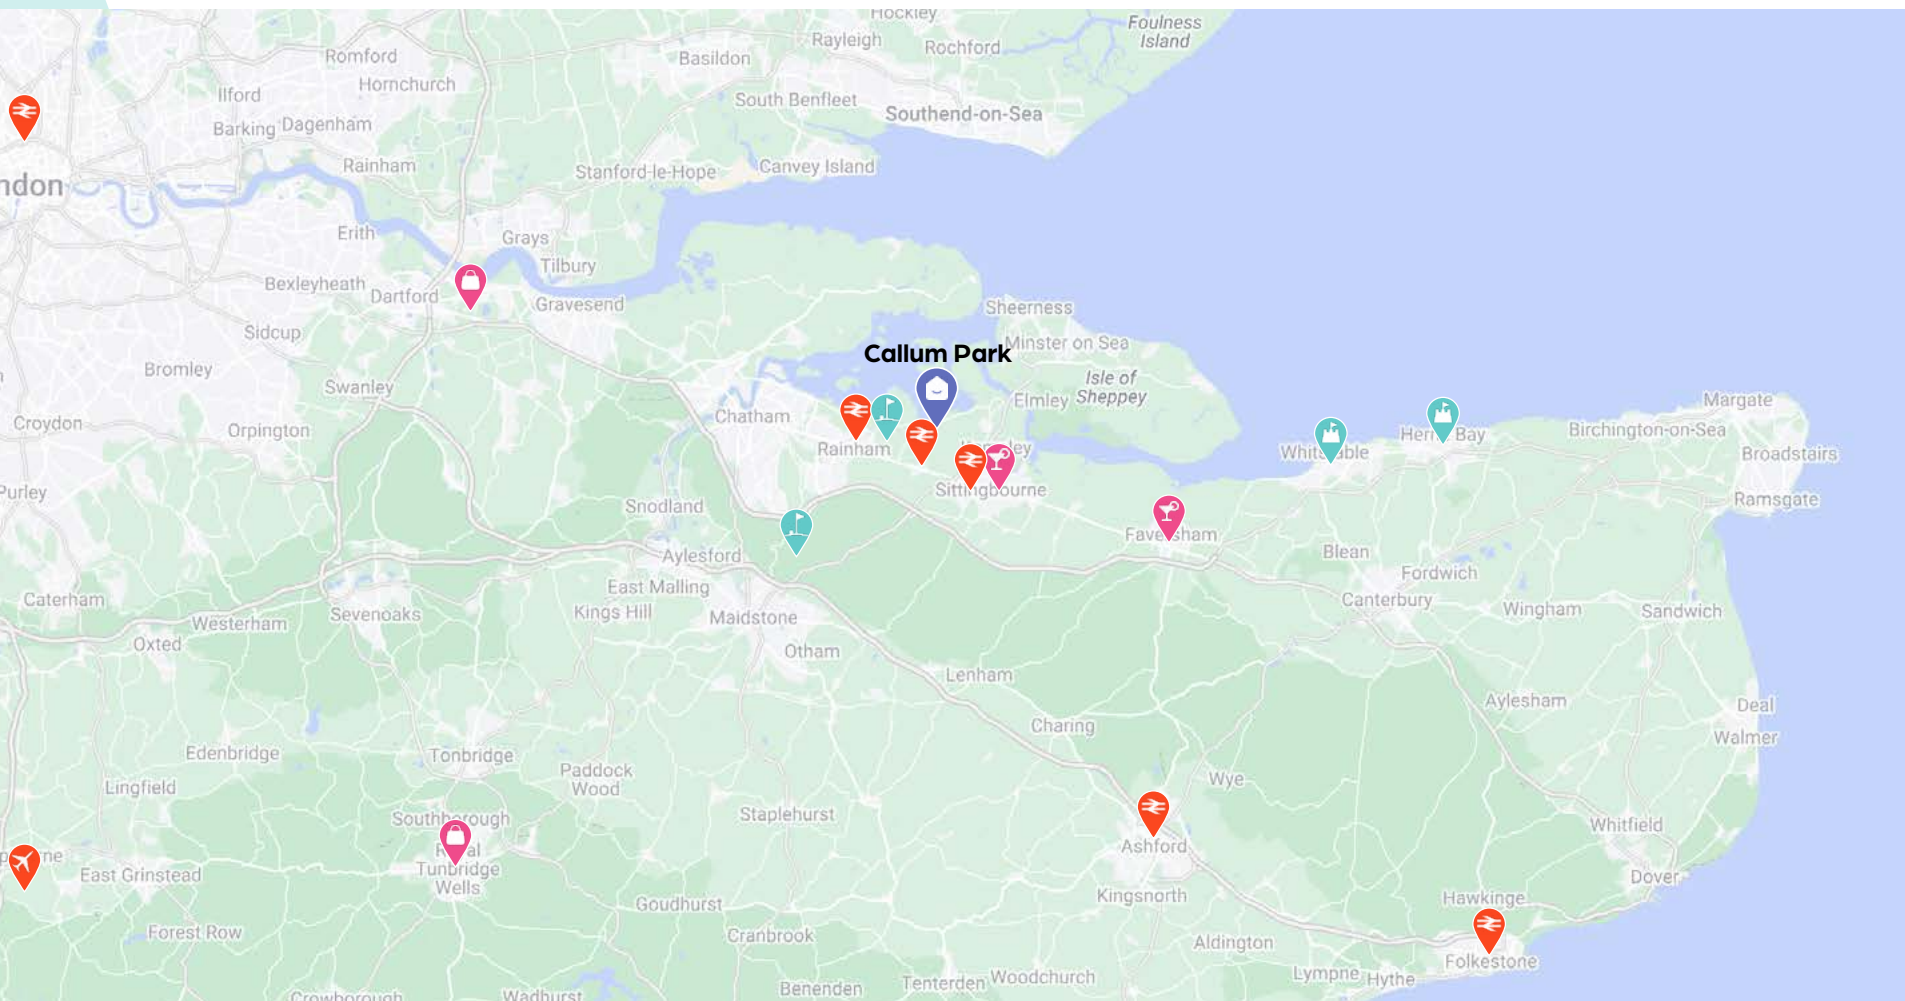 Hockley
Foulness
Island
Rayleigh
Rochford
Romford
Basildon
Hornchurch
Ilford
South Benfleet
Southend-on-Sea
Barking
Dagenham
Rainham
Stanford-le-Hope
Canvey Island
ndon
Erith
Grays
Tilbury
Bexleyheath
Dartford
Gravesend
Sheerness
Sidcup
Minster on Sea
Callum Park
Bromley
Swanley
Isle of
Sheppey
Elmley
Margate
Chatham
Croydon
Orpington
Birchington-on-Sea
Rainham
Broadstairs
Purley
Sittingbourne
Ramsgate
Snodland
Aylesford
Blean
Fordwich
East Malling
Caterham
Sevenoaks
Kings Hill
Maidstone
Canterbury
Wingham
Sandwich
Westerham
Oxted
Otham
Lenham
Aylesham
Deal
Charing
Walmer
Edenbridge
Tonbridge
Paddock
Wood
Wye
Lingfield
Staplehurst
Southborough
Whitfield
Ashford
East Grinstead
Tunbridge
Wells
Dover
Kingsnorth
Hawkinge
Goudhurst
Forest Row
Cranbrook
Aldington
Folkestone
Lympne
Hythe
Tenterden
Woodchurch
Benenden
Crowborough
Wadhurst